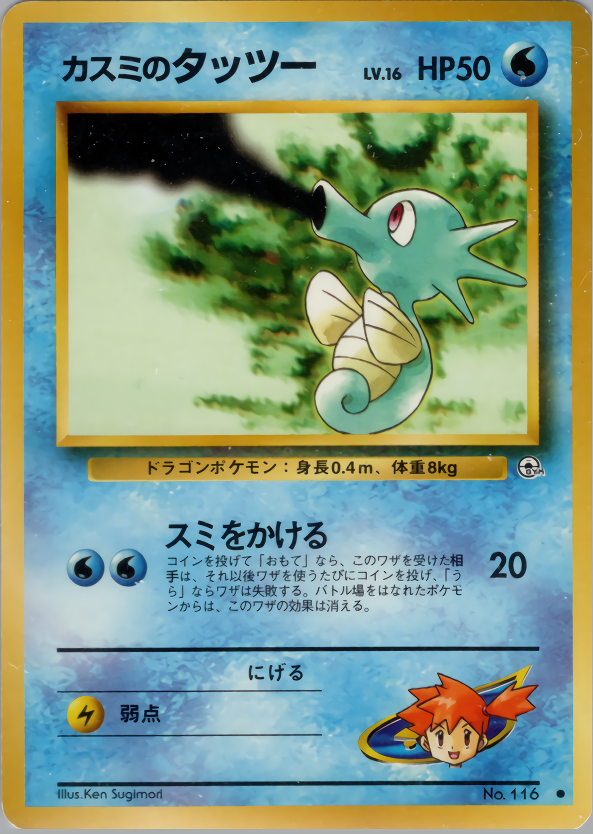 カスミのタッツー LV.16 HP50
ドラゴンポケモン：身長0.4m、体重8kg
GYM
スミをかける
コインを投げて「おもて」なら、このワザを受けた相
手は、それ以後ワザを使うたびにコインを投げ、「う
ら」ならワザは失敗する。バトル場をはなれたポケモ
ンからは、このワザの効果は消える。
20
にげる
弱点
Illus.Ken Sugimori
No. 116 ●